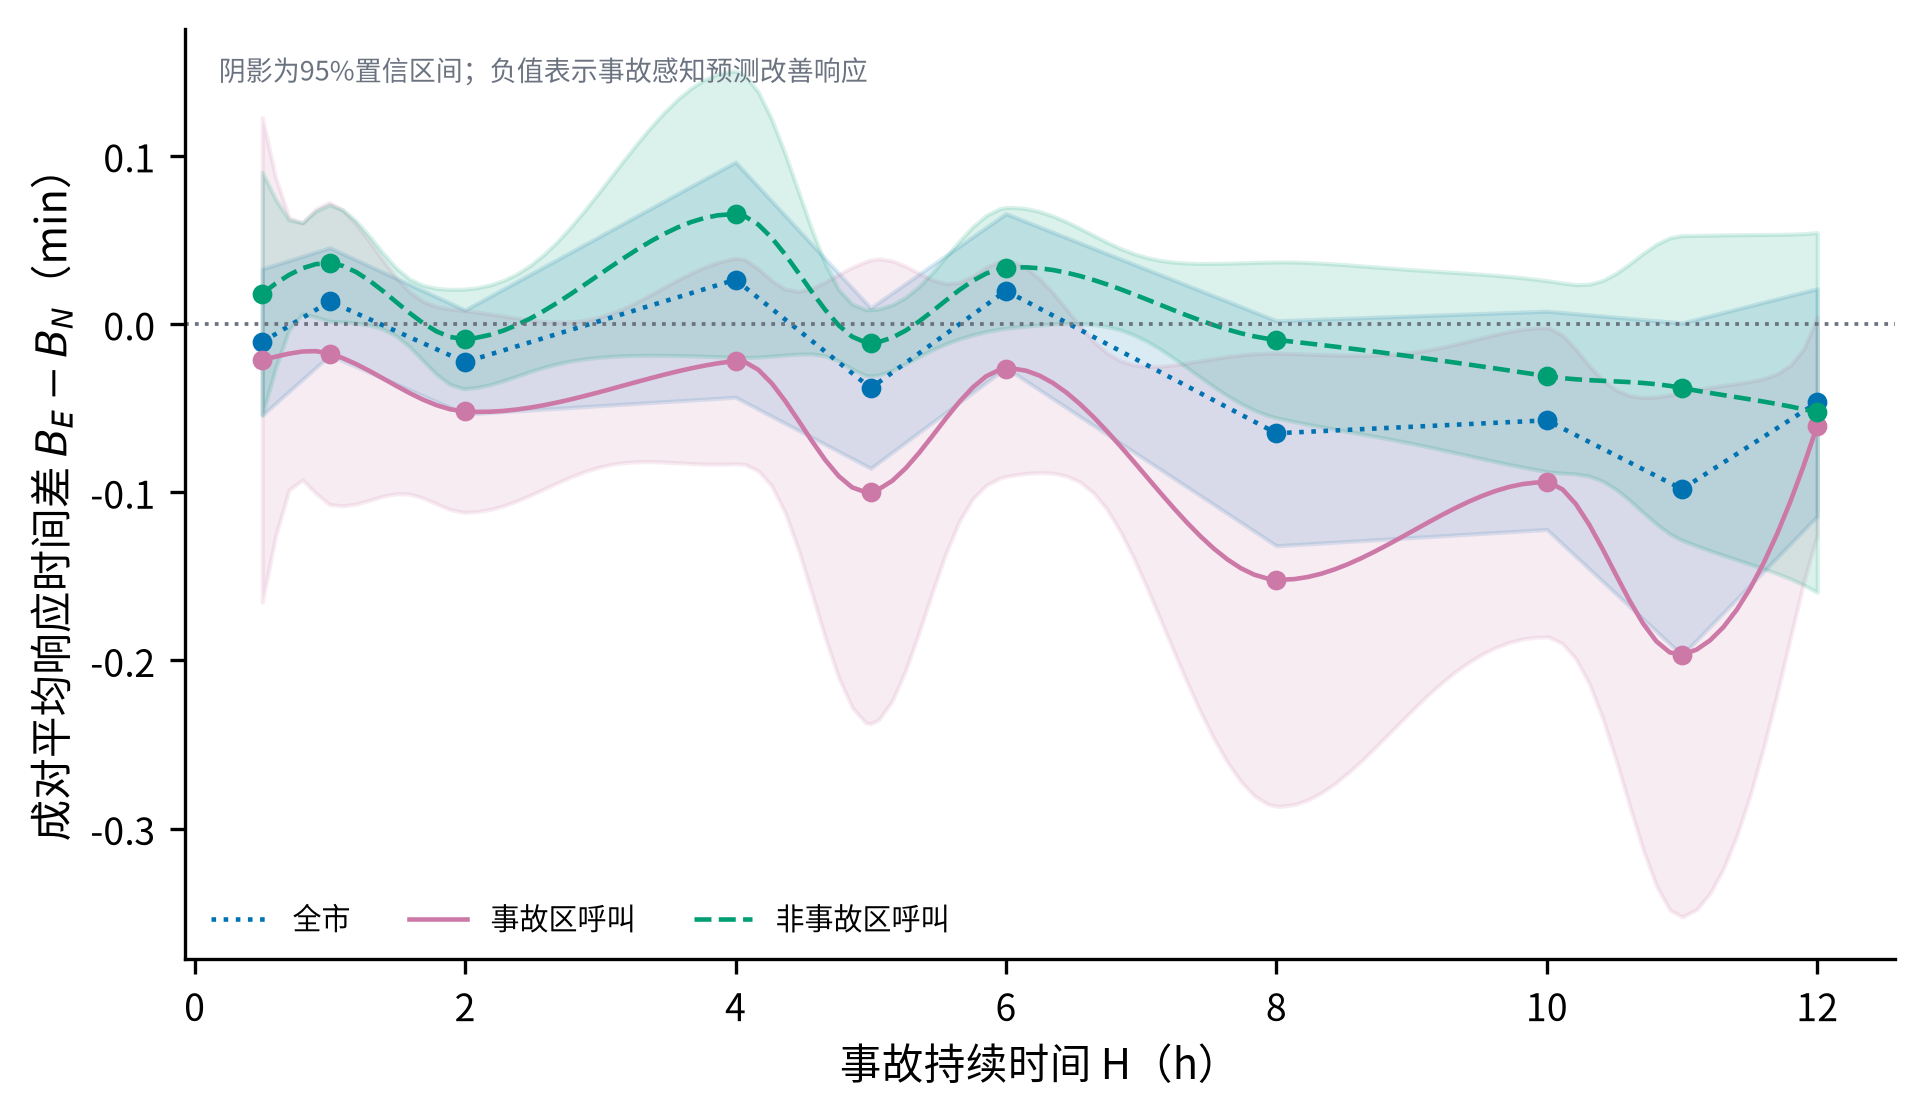 阴影为95%置信区间；负值表示事故感知预测改善响应
成对平均响应时间差 B_E − B_N（min）
0.1
0.0
-0.1
-0.2
-0.3
全市
事故区呼叫
非事故区呼叫
0
2
4
6
8
10
12
事故持续时间 H（h）